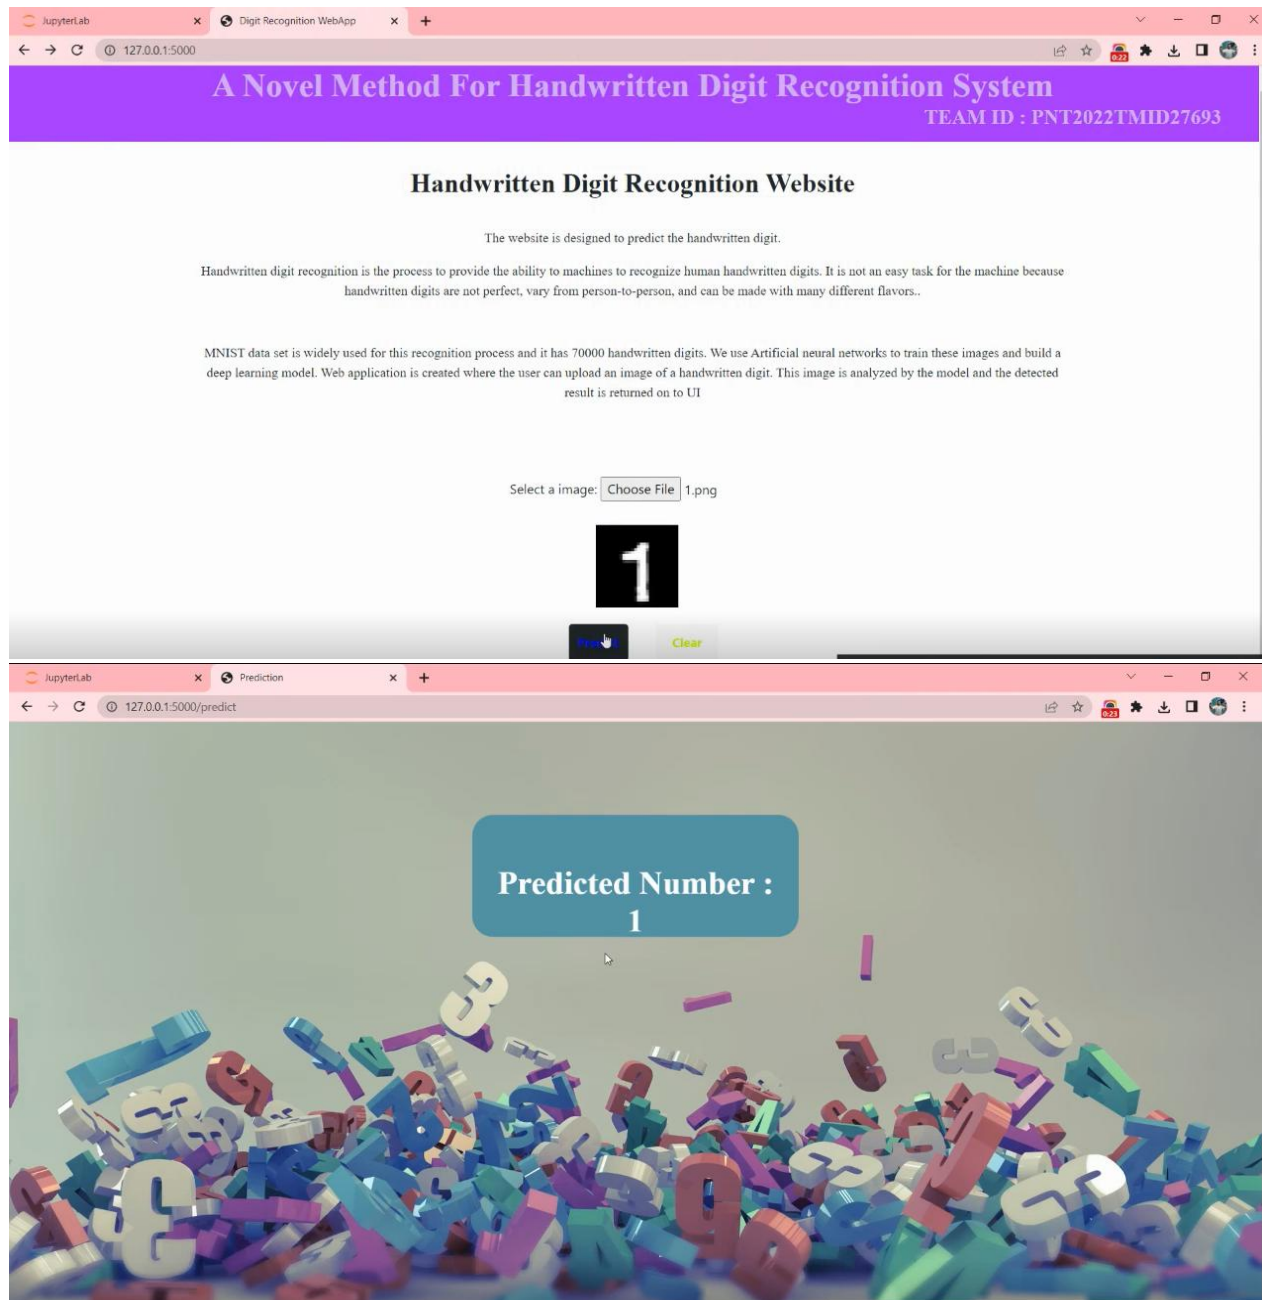 JupyterLab
Digit Recognition WebApp
127.0.0.1:5000
0:22
A Novel Method For Handwritten Digit Recognition System
TEAM ID : PNT2022TMID27693
Handwritten Digit Recognition Website
The website is designed to predict the handwritten digit.
Handwritten digit recognition is the process to provide the ability to machines to recognize human handwritten digits. It is not an easy task for the machine because
handwritten digits are not perfect, vary from person-to-person, and can be made with many different flavors..
MNIST data set is widely used for this recognition process and it has 70000 handwritten digits. We use Artificial neural networks to train these images and build a
deep learning model. Web application is created where the user can upload an image of a handwritten digit. This image is analyzed by the model and the detected
result is returned on to UI
Select a image: Choose File 1.png
1
Clear
JupyterLab
Prediction
127.0.0.1:5000/predict
0:23
Predicted Number :
1